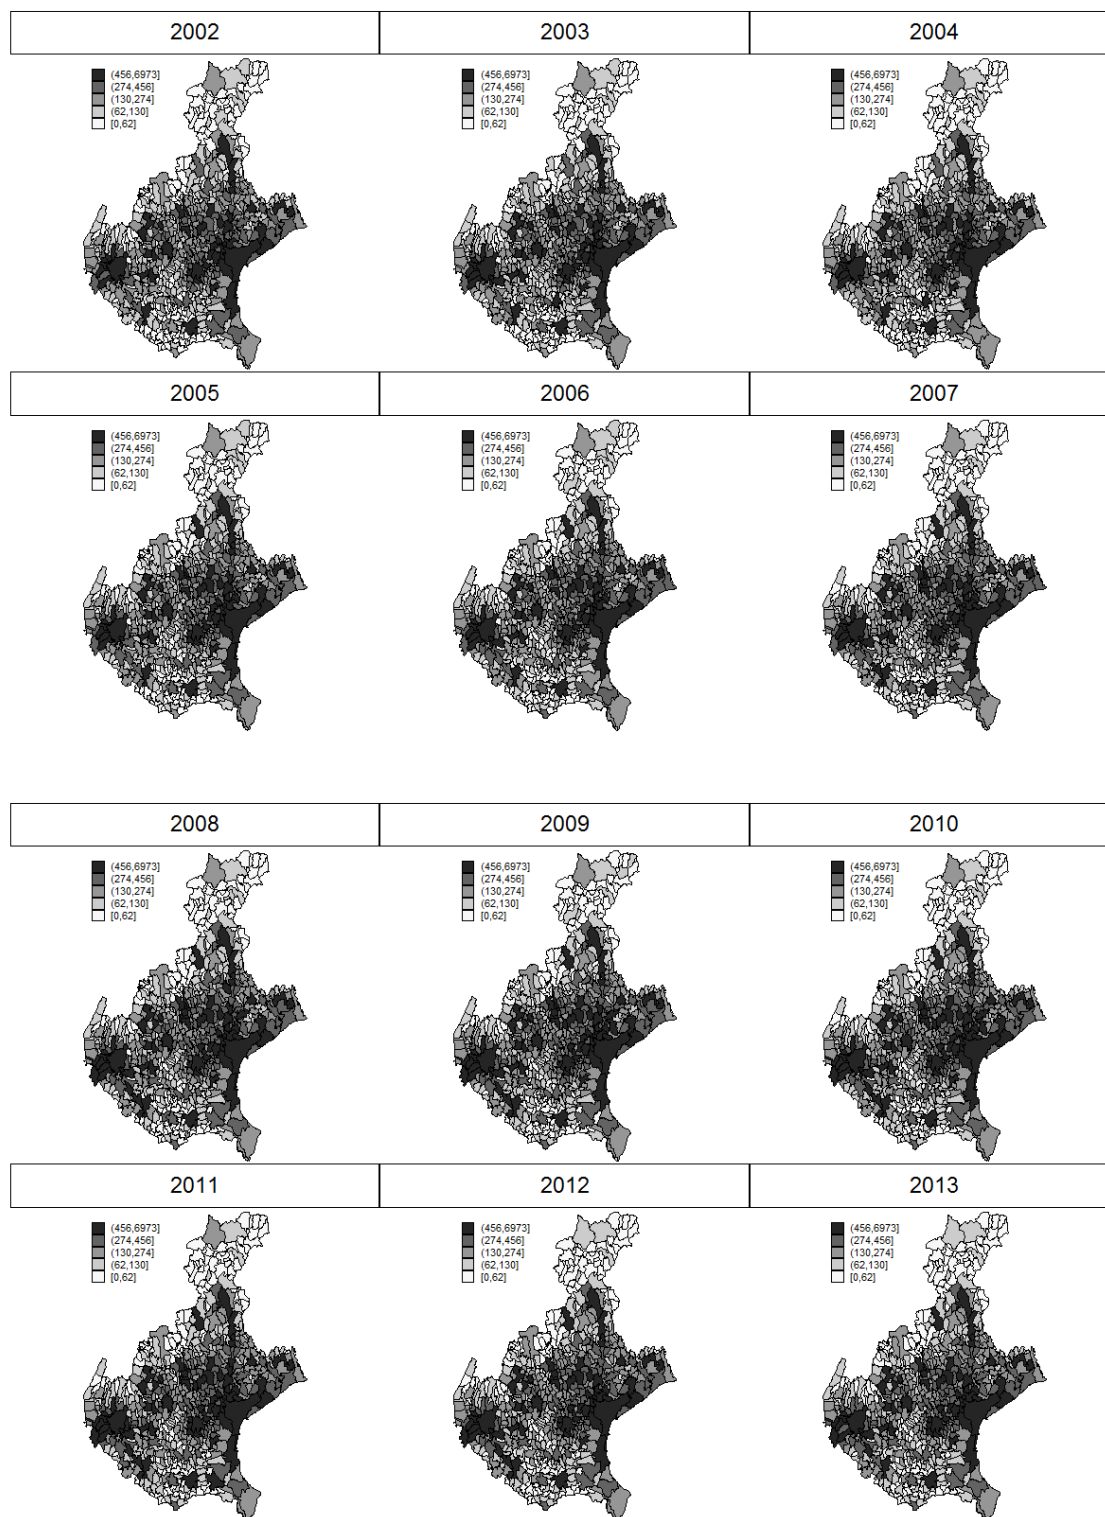 2002 2003 2004
(456,6973] (456,6973] (456,6973]
(274,456] (274,456] (274,456]
(130,274] (130,274] (130,274]
(62,130] (62,130] (62,130]
[0,62] [0,62] [0,62]
2005 2006 2007
(456,6973] (456,6973] (456,6973]
(274,456] (274,456] (274,456]
(130,274] (130,274] (130,274]
(62,130] (62,130] (62,130]
[0,62] [0,62] [0,62]
2008 2009 2010
(456,6973] (456,6973] (456,6973]
(274,456] (274,456] (274,456]
(130,274] (130,274] (130,274]
(62,130] (62,130] (62,130]
[0,62] [0,62] [0,62]
2011 2012 2013
(456,6973] (456,6973] (456,6973]
(274,456] (274,456] (274,456]
(130,274] (130,274] (130,274]
(62,130] (62,130] (62,130]
[0,62] [0,62] [0,62]